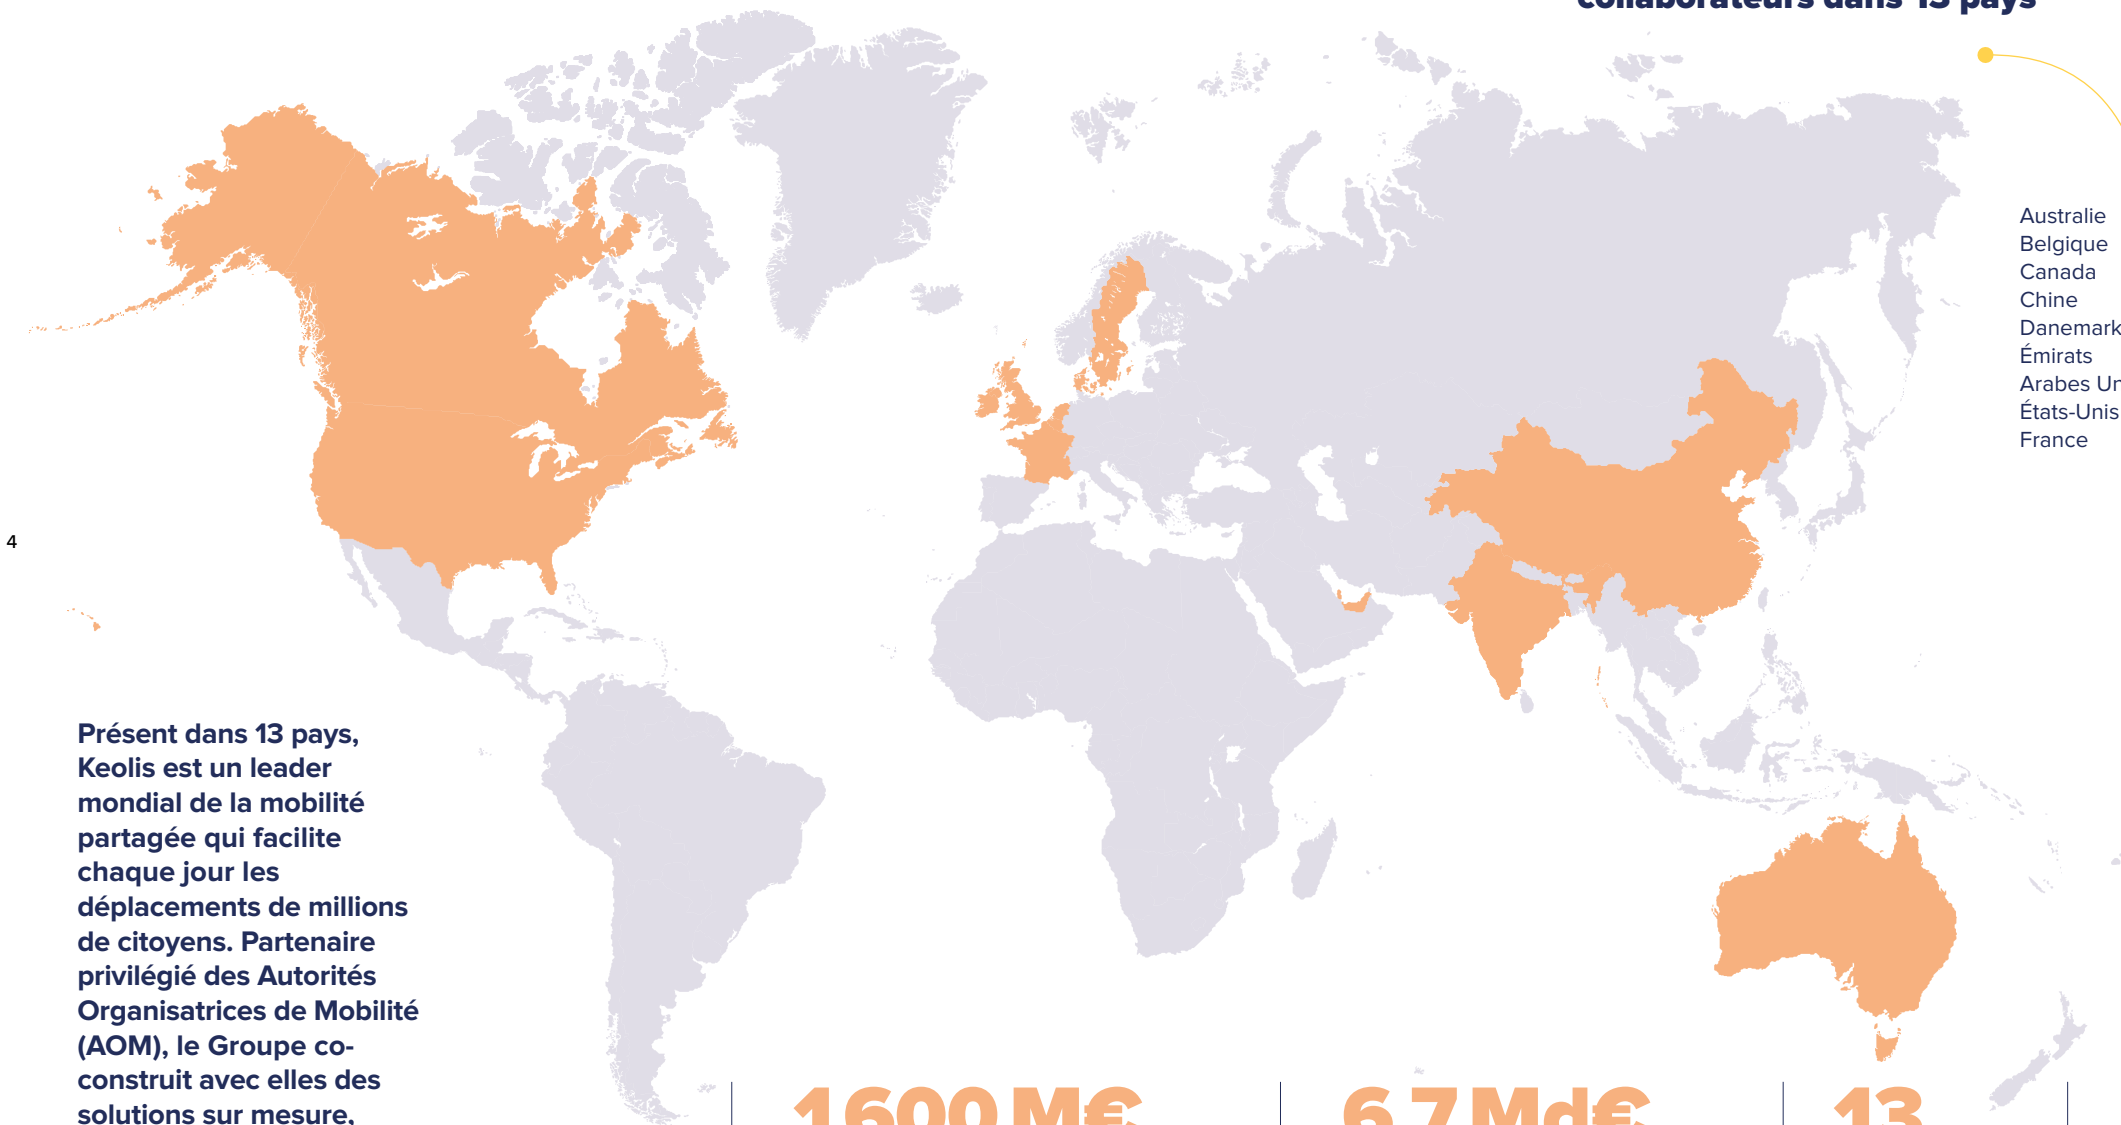 collaborateurs dans 13 pays
Australie
Belgique
Canada
Chine
Danemark
Émirats
Arabes Un
États-Unis
France
4
Présent dans 13 pays,
Keolis est un leader
mondial de la mobilité
partagée qui facilite
chaque jour les
déplacements de millions
de citoyens. Partenaire
privilégié des Autorités
Organisatrices de Mobilité
(AOM), le Groupe co-
construit avec elles des
solutions sur mesure,
1 600 M€
6,7 Md€
13